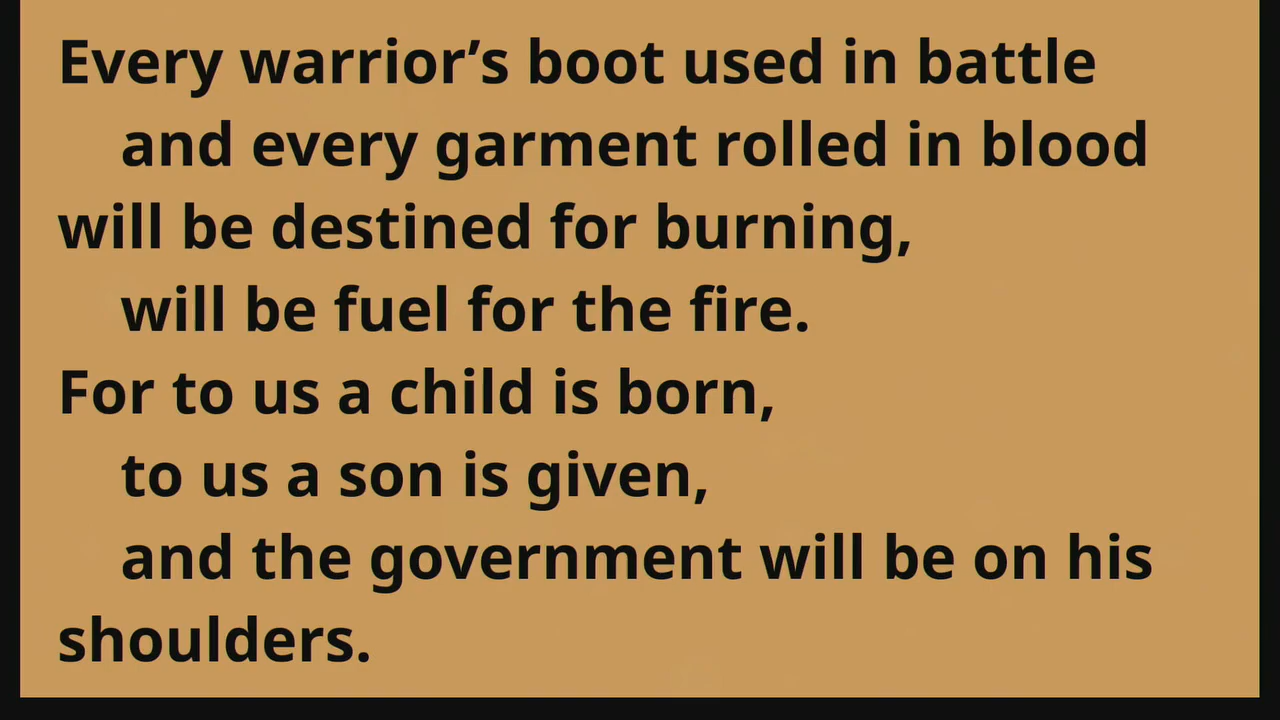 Every warrior’s boot used in battle
and every garment rolled in blood
will be destined for burning,
will be fuel for the fire.
For to us a child is born,
to us a son is given,
and the government will be on his
shoulders.